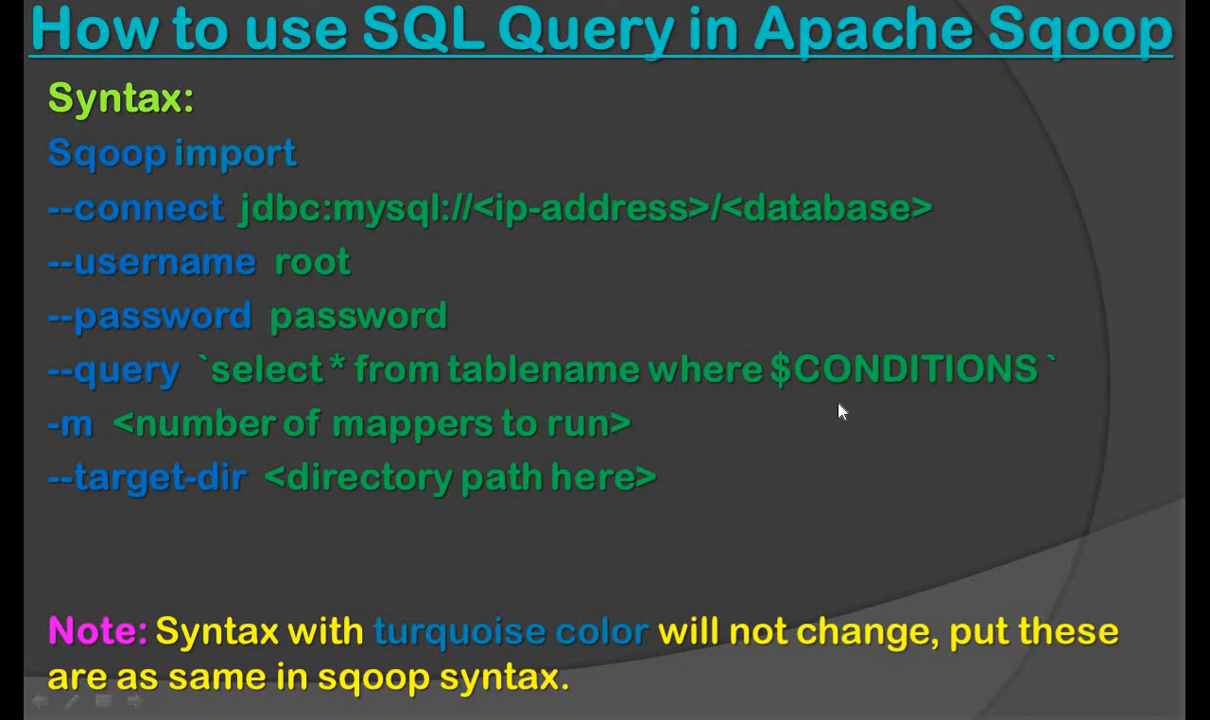 How to use SQL Query in Apache Sqoop
Syntax:
Sqoop import
--connect jdbc:mysql://<ip-address>/<database>
--username root
--password password
--query `select * from tablename where $CONDITIONS `
-m <number of mappers to run>
--target-dir <directory path here>
Note: Syntax with turquoise color will not change, put these
are as same in sqoop syntax.